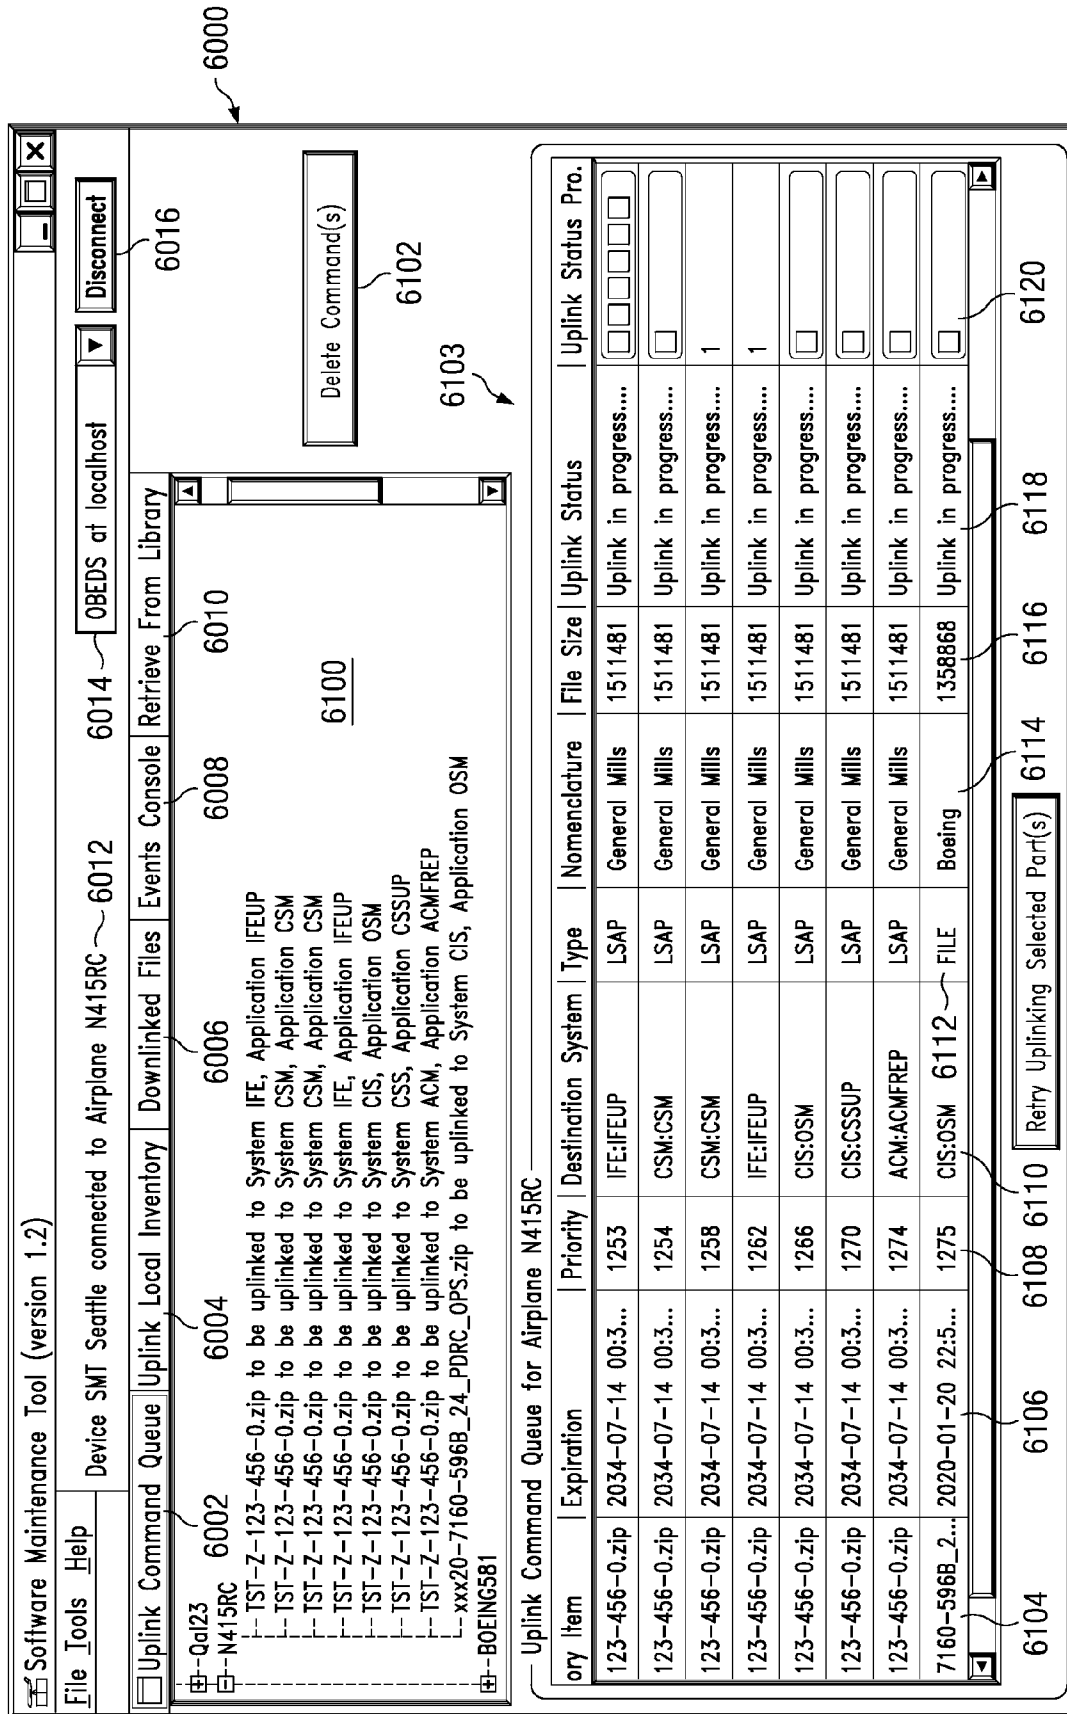 Software Maintenance Tool (version 1.2)
File Tools Help
Device SMT Seattle connected to Airplane N415RC 6012
6014 OBEDS at localhost
Disconnect
6016
6000
Uplink Command Queue
Uplink Local Inventory
Downlinked Files
Events Console
Retrieve From Library
6002
6004
6006
6008
6010
Qal23
N415RC
TST-Z-123-456-0.zip to be uplinked to System IFE, Application IFEUP
TST-Z-123-456-0.zip to be uplinked to System CSM, Application CSM
TST-Z-123-456-0.zip to be uplinked to System CSM, Application CSM
TST-Z-123-456-0.zip to be uplinked to System IFE, Application IFEUP
TST-Z-123-456-0.zip to be uplinked to System CIS, Application OSM
TST-Z-123-456-0.zip to be uplinked to System CSS, Application CSSUP
TST-Z-123-456-0.zip to be uplinked to System ACM, Application ACMFREP
xxx20-7160-596B_24_PDRC_OPS.zip to be uplinked to System CIS, Application OSM
BOEING581
6100
Delete Command(s)
6102
6103
Uplink Command Queue for Airplane N415RC
ory Item Expiration Priority Destination System Type Nomenclature File Size Uplink Status Uplink Status Pro.
123-456-0.zip 2034-07-14 00:3... 1253 IFE:IFEUP LSAP General Mills 1511481 Uplink in progress....
123-456-0.zip 2034-07-14 00:3... 1254 CSM:CSM LSAP General Mills 1511481 Uplink in progress....
123-456-0.zip 2034-07-14 00:3... 1258 CSM:CSM LSAP General Mills 1511481 Uplink in progress.... 1
123-456-0.zip 2034-07-14 00:3... 1262 IFE:IFEUP LSAP General Mills 1511481 Uplink in progress.... 1
123-456-0.zip 2034-07-14 00:3... 1266 CIS:OSM LSAP General Mills 1511481 Uplink in progress....
123-456-0.zip 2034-07-14 00:3... 1270 CIS:CSSUP LSAP General Mills 1511481 Uplink in progress....
123-456-0.zip 2034-07-14 00:3... 1274 ACM:ACMFREP LSAP General Mills 1511481 Uplink in progress....
7160-596B_2... 2020-01-20 22:5... 1275 CIS:OSM 6112 FILE Boeing 1358868 Uplink in progress....
6104 6106 6108 6110 6114 6116 6118 6120
Retry Uplinking Selected Part(s)